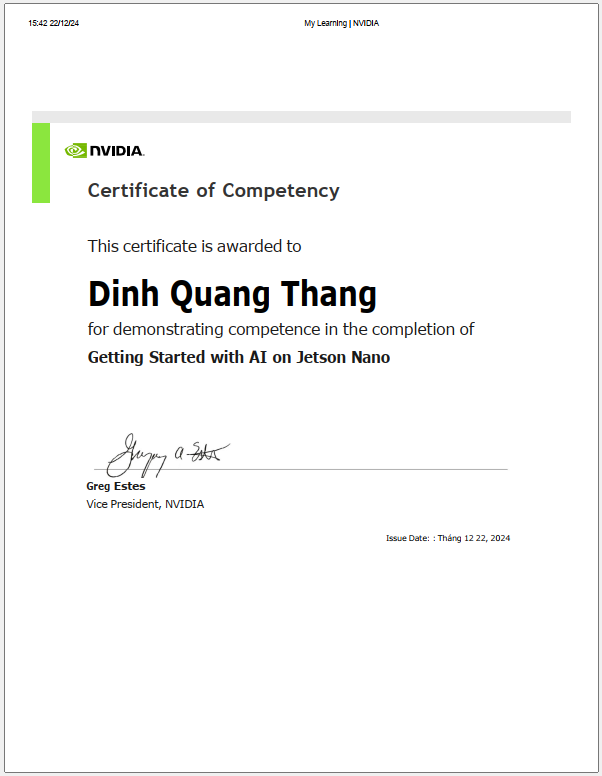 15:42 22/12/24
My Learning | NVIDIA
NVIDIA.
Certificate of Competency
This certificate is awarded to
Dinh Quang Thang
for demonstrating competence in the completion of
Getting Started with AI on Jetson Nano
Greg Estes
Vice President, NVIDIA
Issue Date: : Tháng 12 22, 2024